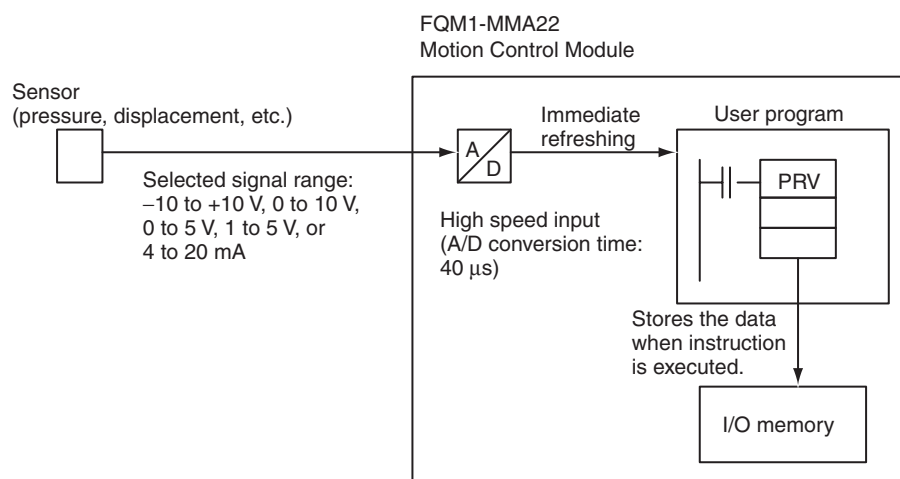 FQM1-MMA22
Motion Control Module
Sensor
(pressure, displacement, etc.)
Immediate
refreshing
User program
A
D
PRV
Selected signal range:
−10 to +10 V, 0 to 10 V,
0 to 5 V, 1 to 5 V, or
4 to 20 mA
High speed input
(A/D conversion time:
40 μs)
Stores the data
when instruction
is executed.
I/O memory